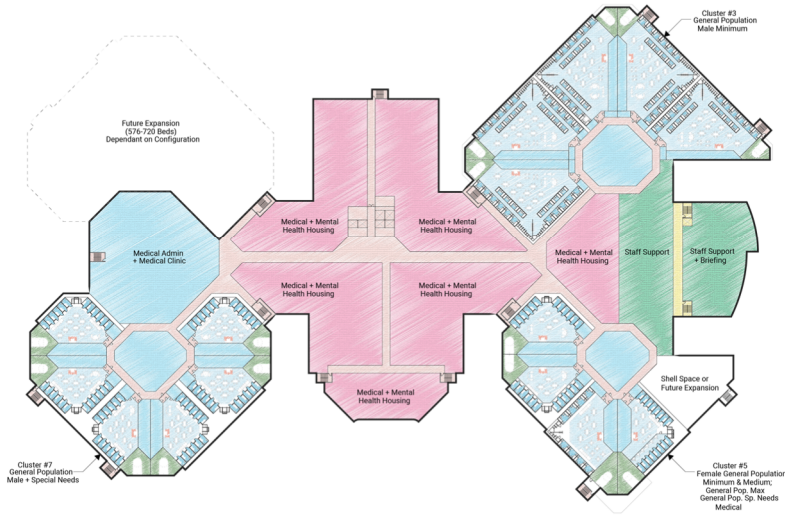 Cluster #3
General Population
Male Minimum
Future Expansion
(576-720 Beds)
Dependant on Configuration
Medical + Mental
Health Housing
Medical + Mental
Health Housing
Medical Admin
+ Medical Clinic
Medical + Mental
Health Housing
Staff Support
Staff Support
+ Briefing
Medical + Mental
Health Housing
Medical + Mental
Health Housing
Medical + Mental
Health Housing
Shell Space or
Future Expansion
Cluster #7
General Population
Male + Special Needs
Cluster #5
Female General Population
Minimum & Medium;
General Pop. Max
General Pop. Sp. Needs
Medical